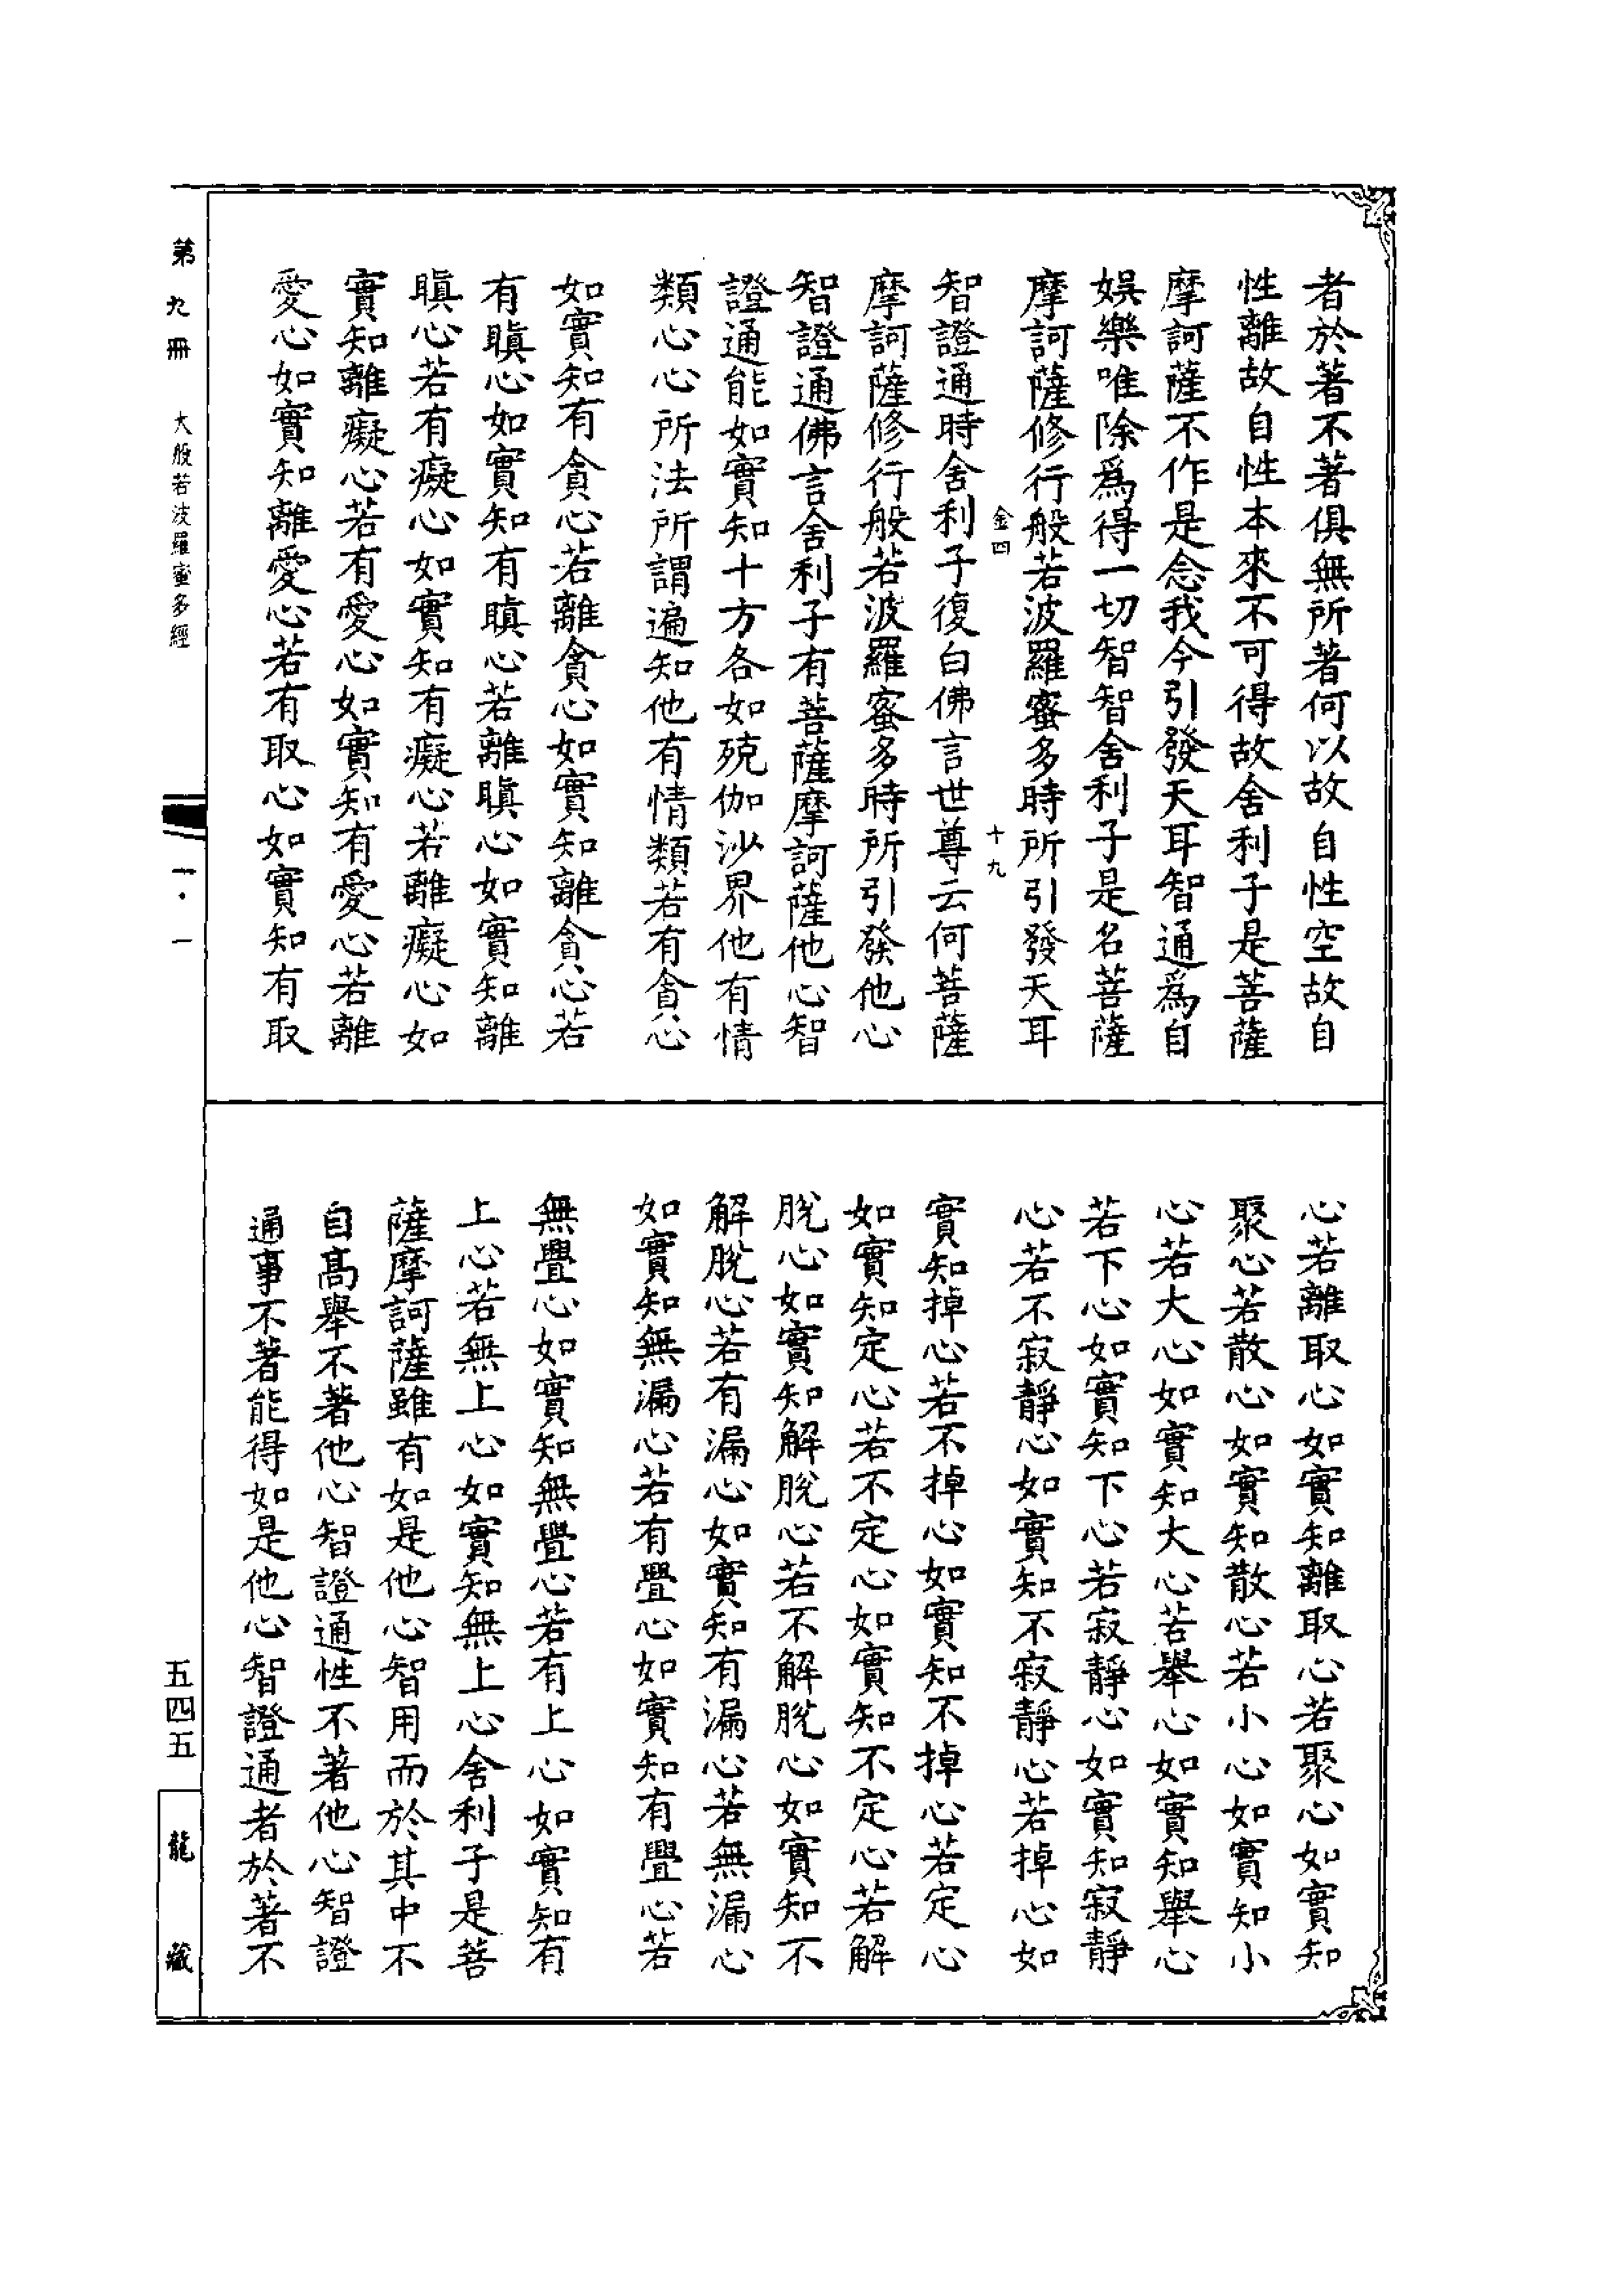 者於著不著俱無所著何以故自性空故自
性離故自性本來不可得故舍利子是菩薩
摩訶薩不作是念我今引發天耳智通爲自
娛樂唯除爲得一切智智舍利子是名菩薩
摩訶薩修行般若波羅蜜多時所引發天耳
金四 十九
智證通時舍利子復白佛言世尊云何菩薩
摩訶薩修行般若波羅蜜多時所引發他心
智證通佛言舍利子有菩薩摩訶薩他心智
證通能如實知十方各如殑伽沙界他有情
類心心所法所謂遍知他有情類若有貪心
如實知有貪心若離貪心如實知離貪心若
有瞋心如實知有瞋心若離瞋心如實知離
瞋心若有癡心如實知有癡心若離癡心如
實知離癡心若有愛心如實知有愛心若離
愛心如實知離愛心若有取心如實知有取
心若離取心如實知離取心若聚心如實知
聚心若散心如實知散心若小心如實知小
心若大心如實知大心若舉心如實知舉心
若下心如實知下心若寂靜心如實知寂靜
心若不寂靜心如實知不寂靜心若掉心如
實知掉心若不掉心如實知不掉心若定心
如實知定心若不定心如實知不定心若解
脫心如實知解脫心若不解脫心如實知不
解脫心若有漏心如實知有漏心若無漏心
如實知無漏心若有疊心如實知有疊心若
無疊心如實知無疊心若有上心如實知有
上心若無上心如實知無上心舍利子是菩
薩摩訶薩雖有如是他心智用而於其中不
自高舉不著他心智證通性不著他心智證
通事不著能得如是他心智證通者於著不
第九冊 大般若波羅蜜多經 一·一 五四五 龍藏